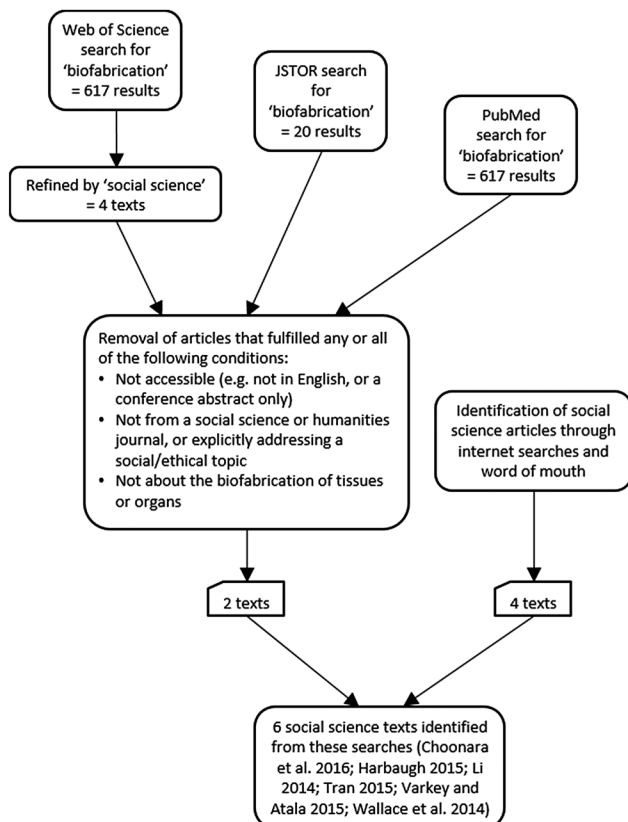 Web of Science
search for
‘biofabrication’
= 617 results
JSTOR search
for
‘biofabrication’
= 20 results
PubMed
search for
‘biofabrication’
= 617 results
Refined by ‘social science’
= 4 texts
Removal of articles that fulfilled any or all
of the following conditions:
• Not accessible (e.g. not in English, or a
conference abstract only)
• Not from a social science or humanities
journal, or explicitly addressing a
social/ethical topic
• Not about the biofabrication of tissues
or organs
Identification of social
science articles through
internet searches and
word of mouth
2 texts
4 texts
6 social science texts identified
from these searches (Choonara
et al. 2016; Harbaugh 2015; Li
2014; Tran 2015; Varkey and
Atala 2015; Wallace et al. 2014)